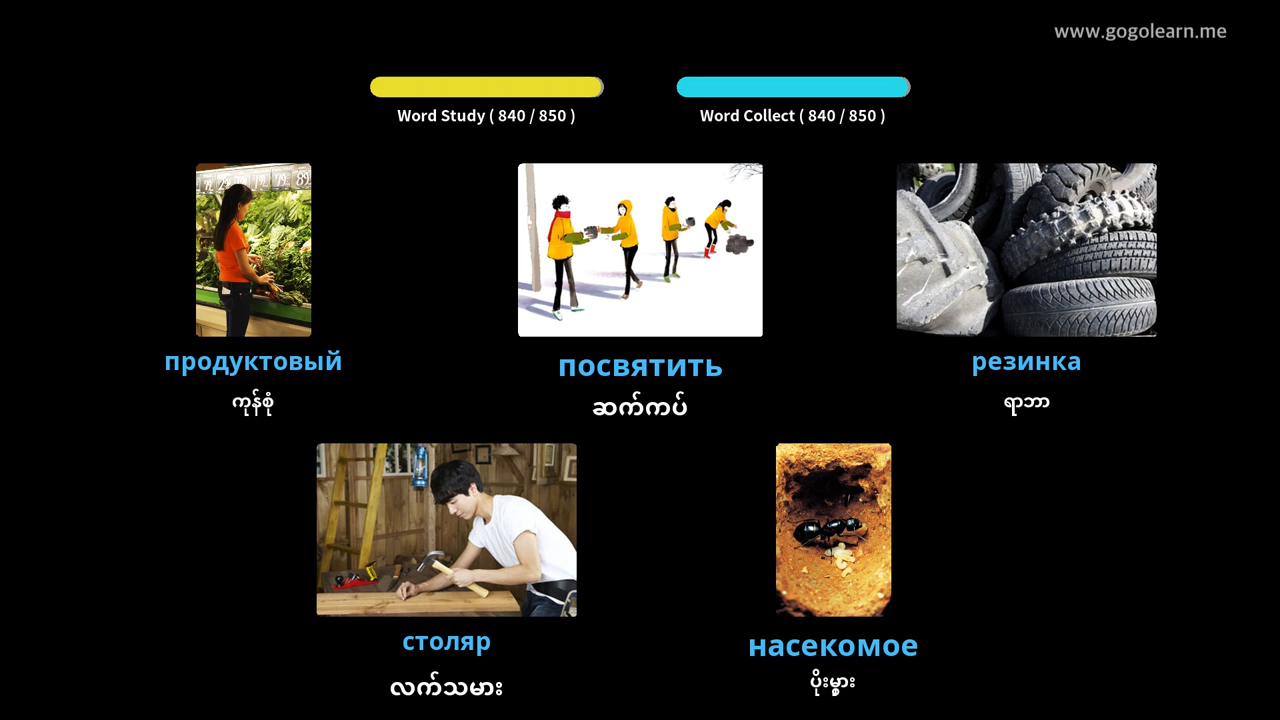 www.gogolearn.me
Word Study ( 840 / 850 )
Word Collect ( 840 / 850 )
продуктовый
ကုန်စုံ
посвятить
ဆက်ကပ်
резинка
ရာဘာ
столяр
လက်သမား
насекомое
ပိုးမွှား